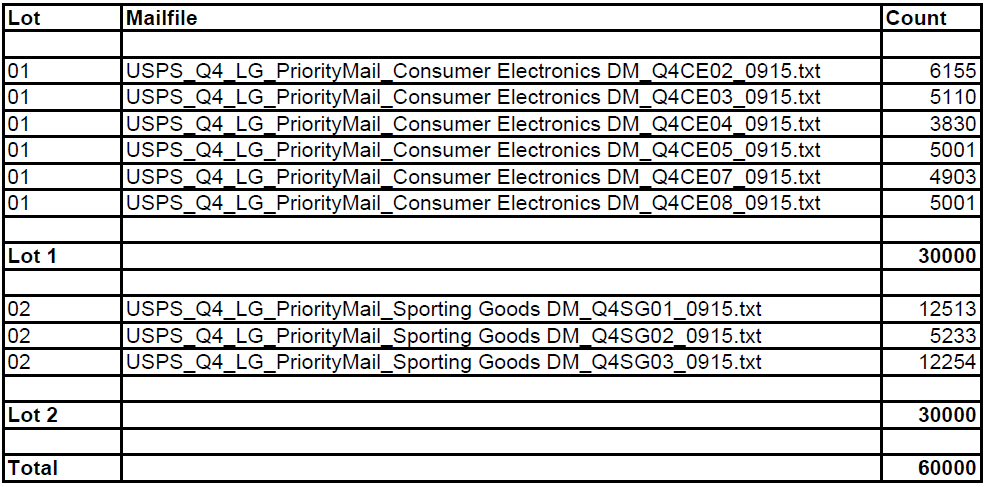 Lot Mailfile Count
01 USPS_Q4_LG_PriorityMail_Consumer Electronics DM_Q4CE02_0915.txt 6155
01 USPS_Q4_LG_PriorityMail_Consumer Electronics DM_Q4CE03_0915.txt 5110
01 USPS_Q4_LG_PriorityMail_Consumer Electronics DM_Q4CE04_0915.txt 3830
01 USPS_Q4_LG_PriorityMail_Consumer Electronics DM_Q4CE05_0915.txt 5001
01 USPS_Q4_LG_PriorityMail_Consumer Electronics DM_Q4CE07_0915.txt 4903
01 USPS_Q4_LG_PriorityMail_Consumer Electronics DM_Q4CE08_0915.txt 5001
Lot 1 30000
02 USPS_Q4_LG_PriorityMail_Sporting Goods DM_Q4SG01_0915.txt 12513
02 USPS_Q4_LG_PriorityMail_Sporting Goods DM_Q4SG02_0915.txt 5233
02 USPS_Q4_LG_PriorityMail_Sporting Goods DM_Q4SG03_0915.txt 12254
Lot 2 30000
Total 60000